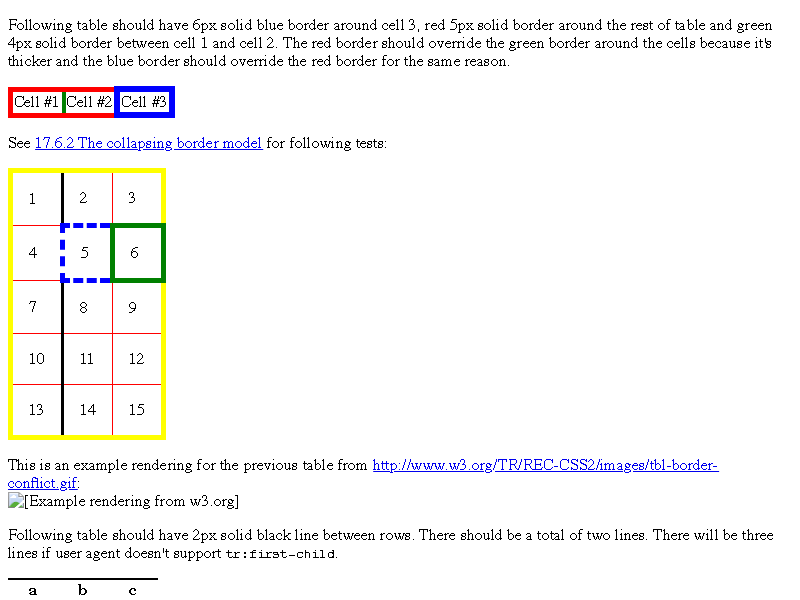 Following table should have 6px solid blue border around cell 3, red 5px solid border around the rest of table and green
4px solid border between cell 1 and cell 2. The red border should override the green border around the cells because it's
thicker and the blue border should override the red border for the same reason.
Cell #1 Cell #2 Cell #3
See 17.6.2 The collapsing border model for following tests:
1 2 3
4 5 6
7 8 9
10 11 12
13 14 15
This is an example rendering for the previous table from http://www.w3.org/TR/REC-CSS2/images/tbl-border-
conflict.gif:
[Example rendering from w3.org]
Following table should have 2px solid black line between rows. There should be a total of two lines. There will be three
lines if user agent doesn't support tr:first-child.
a b c